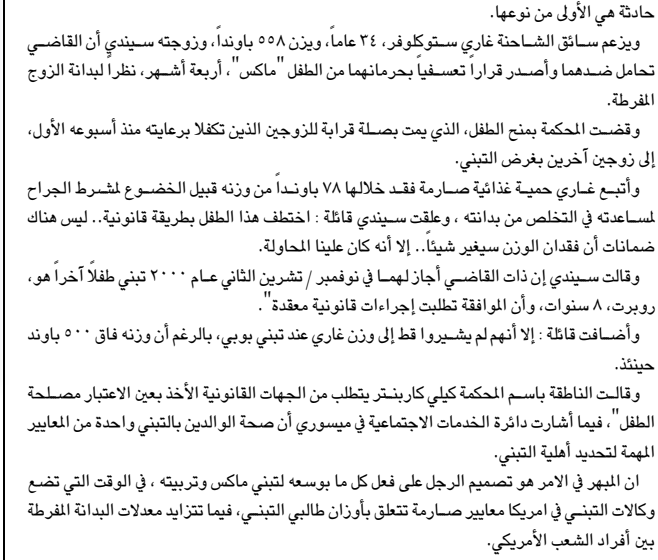 حادثة هي الأولى من نوعها.
ويزعم سائق الشاحنة غاري ستوكلوفر، ٣٤ عاماً، ويزن ٥٥٨ باونداً، وزوجته سيندي أن القاضي
تحامل ضدهما وأصدر قراراً تعسفياً بحرمانهما من الطفل "ماكس"، أربعة أشهر، نظراً لبدانة الزوج
المفرطة.
وقضت المحكمة بمنح الطفل، الذي يمت بصلة قرابة للزوجين الذين تكفلا برعايته منذ أسبوعه الأول،
إلى زوجين آخرين بغرض التبني.
وأتبع غاري حمية غذائية صارمة فقد خلالها ٧٨ باونداً من وزنه قبيل الخضوع لمشرط الجراح
لمساعدته في التخلص من بدانته ، وعلقت سيندي قائلة : اختطف هذا الطفل بطريقة قانونية.. ليس هناك
ضمانات أن فقدان الوزن سيغير شيئاً.. إلا أنه كان علينا المحاولة.
وقالت سيندي إن ذات القاضي أجاز لهما في نوفمبر / تشرين الثاني عام ٢٠٠٠ تبني طفلاً آخراً هو،
روبرت، ٨ سنوات، وأن الموافقة تطلبت إجراءات قانونية معقدة".
وأضافت قائلة : إلا أنهم لم يشيروا قط إلى وزن غاري عند تبني بوبي، بالرغم أن وزنه فاق ٥٠٠ باوند
حينئذ.
وقالت الناطقة باسم المحكمة كيلي كاربنتر يتطلب من الجهات القانونية الأخذ بعين الاعتبار مصلحة
الطفل"، فيما أشارت دائرة الخدمات الاجتماعية في ميسوري أن صحة الوالدين بالتبني واحدة من المعايير
المهمة لتحديد أهلية التبني.
ان المبهر في الامر هو تصميم الرجل على فعل كل ما بوسعه لتبني ماكس وتربيته ، في الوقت التي تضع
وكالات التبني في امريكا معايير صارمة تتعلق بأوزان طالبي التبني، فيما تتزايد معدلات البدانة المفرطة
بين أفراد الشعب الأمريكي.